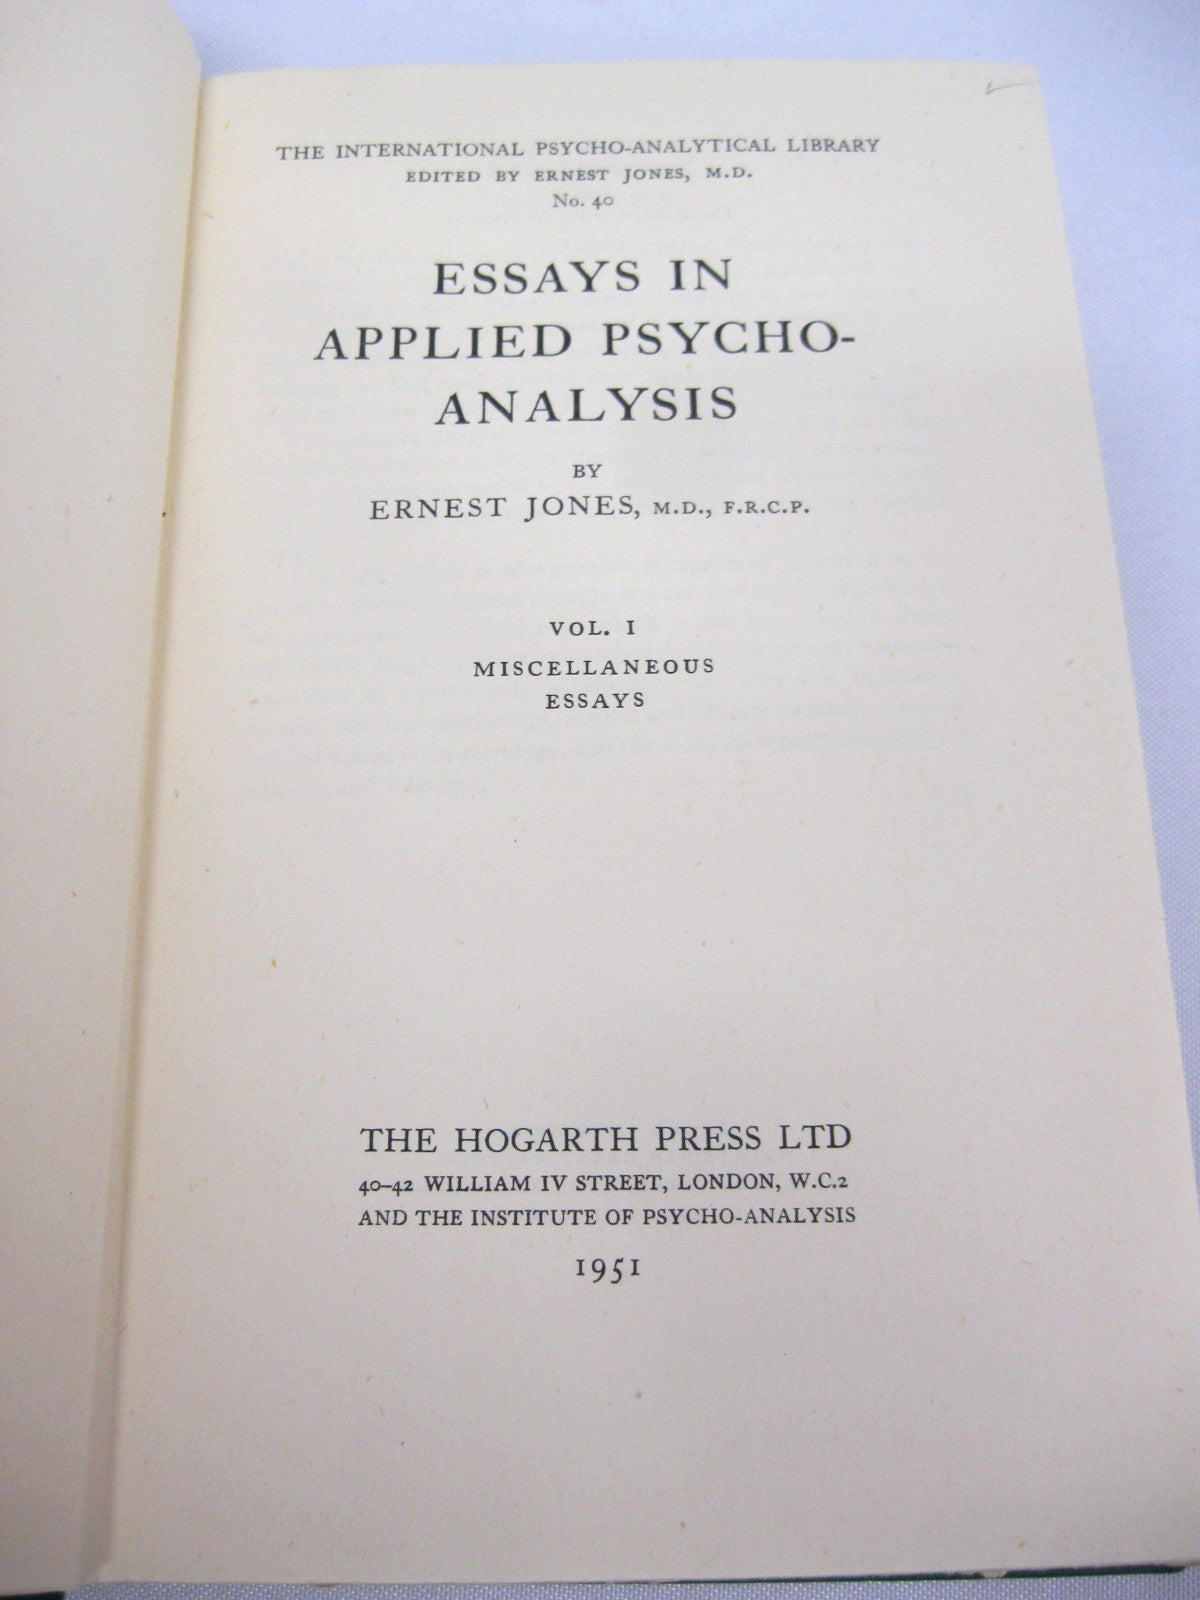 THE INTERNATIONAL PSYCHO-ANALYTICAL LIBRARY
EDITED BY ERNEST JONES, M.D.
No. 40
ESSAYS IN
APPLIED PSYCHO-
ANALYSIS
BY
ERNEST JONES, M.D., F.R.C.P.
VOL. I
MISCELLANEOUS
ESSAYS
THE HOGARTH PRESS LTD
40–42 WILLIAM IV STREET, LONDON, W.C.2
AND THE INSTITUTE OF PSYCHO-ANALYSIS
1951